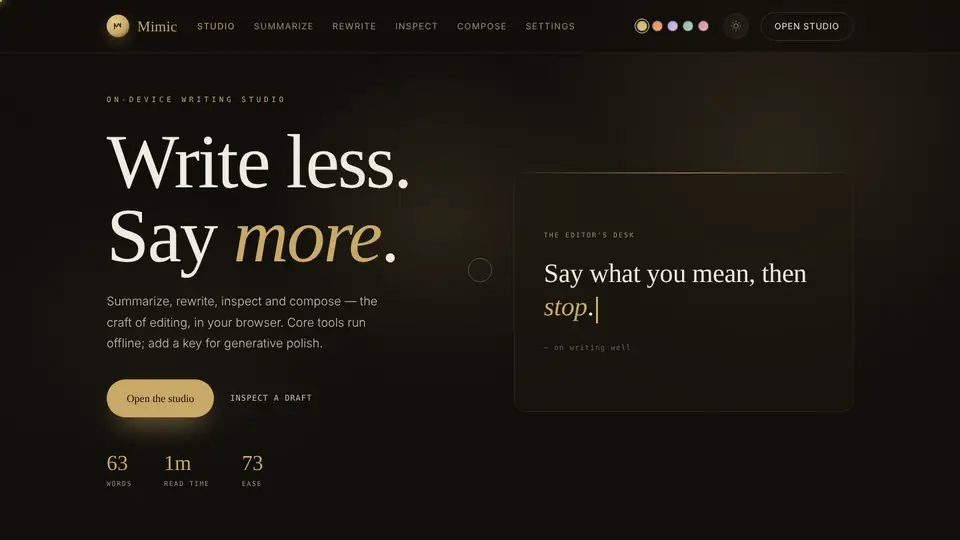 Mimic
STUDIO
SUMMARIZE
REWRITE
INSPECT
COMPOSE
SETTINGS
OPEN STUDIO
ON-DEVICE WRITING STUDIO
Write less.
Say more.
Summarize, rewrite, inspect and compose — the
craft of editing, in your browser. Core tools run
offline; add a key for generative polish.
Open the studio
INSPECT A DRAFT
63
WORDS
1m
READ TIME
73
EASE
THE EDITOR'S DESK
Say what you mean, then
stop.
— on writing well